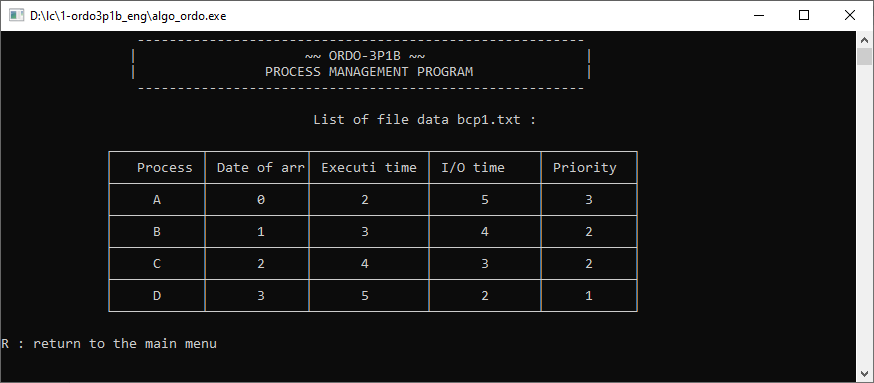 D:\lc\1-ordo3p1b_eng\algo_ordo.exe
~~ ORDO-3P1B ~~
PROCESS MANAGEMENT PROGRAM
List of file data bcp1.txt :
Process Date of arr Executi time I/O time Priority
A 0 2 5 3
B 1 3 4 2
C 2 4 3 2
D 3 5 2 1
R : return to the main menu